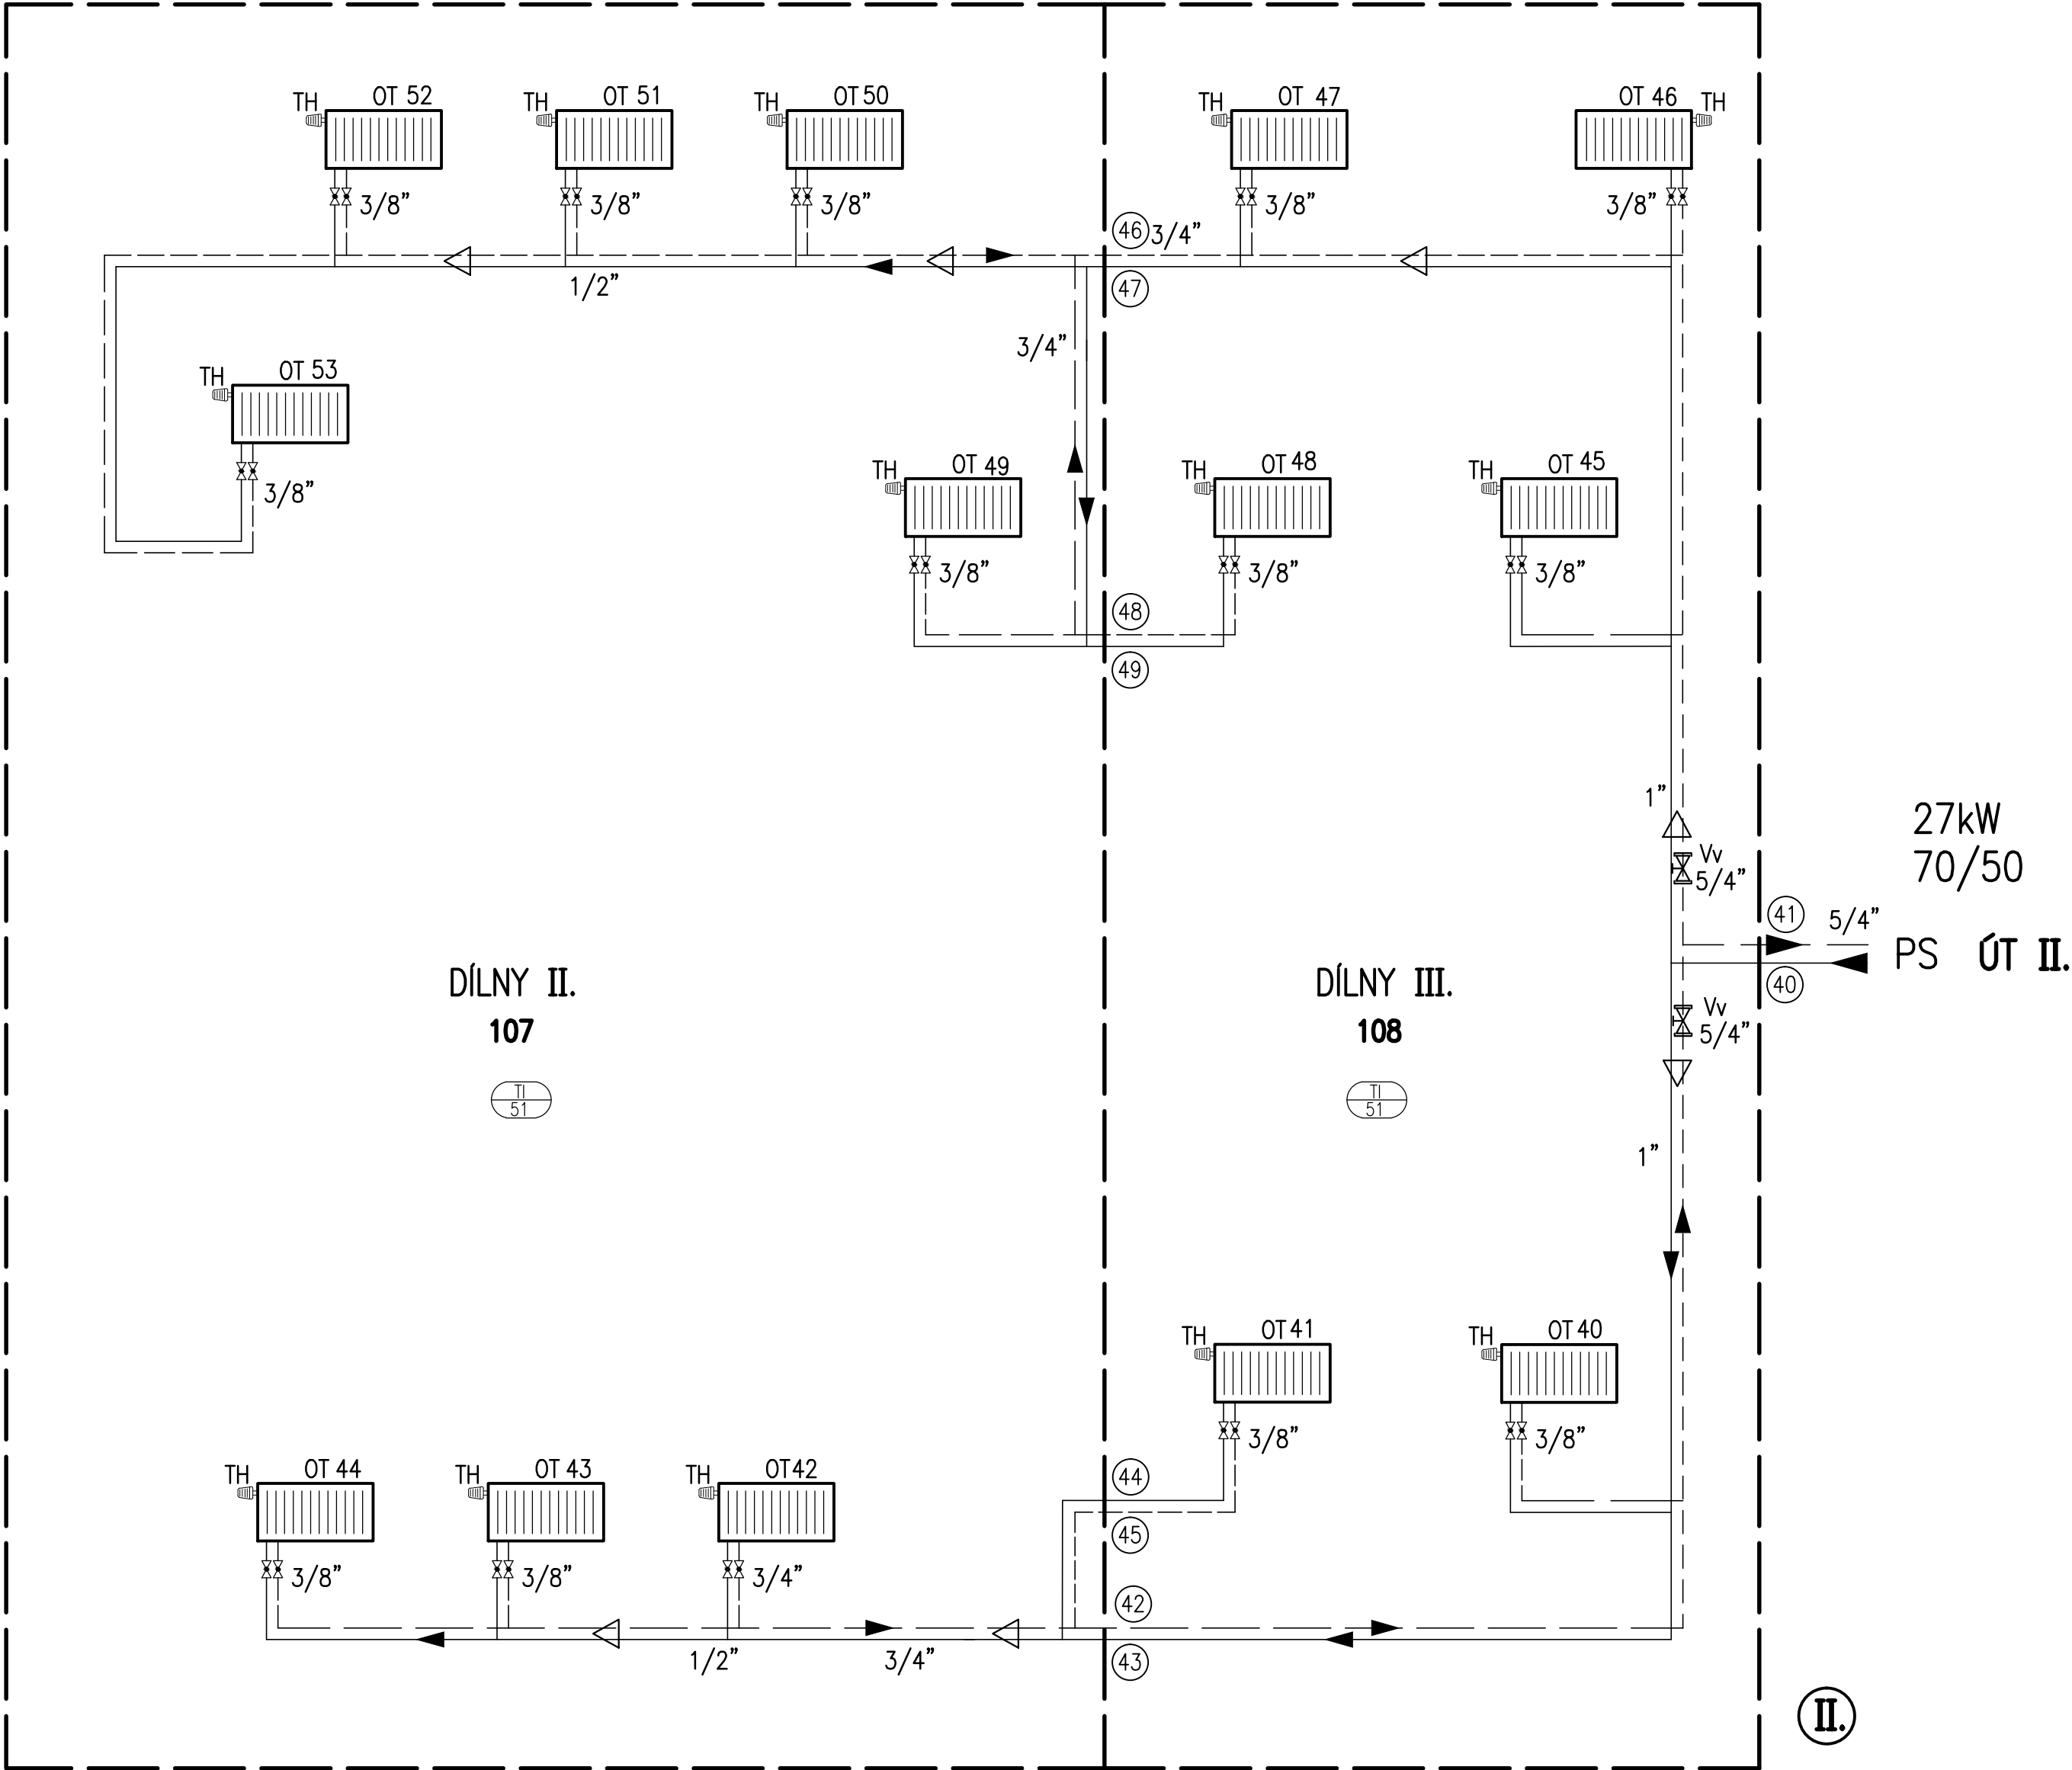 TH OT 52
TH OT 51
TH OT 50
TH OT 47
OT 46 TH
3/8”
3/8”
3/8”
3/8”
3/8”
46 3/4”
1/2”
47
3/4”
TH OT 53
3/8”
TH OT 49
TH OT 48
TH OT 45
3/8”
3/8”
3/8”
48
49
1”
27kW
Vv
5/4”
70/50
41 5/4”
PS ÚT II.
40
DÍLNY II.
107
TI
51
DÍLNY III.
108
TI
51
Vv
5/4”
1”
TH OT 41
TH OT 40
3/8”
3/8”
TH OT 44
TH OT 43
TH OT 42
44
45
3/8”
3/8”
3/4”
42
1/2”
3/4”
43
II.